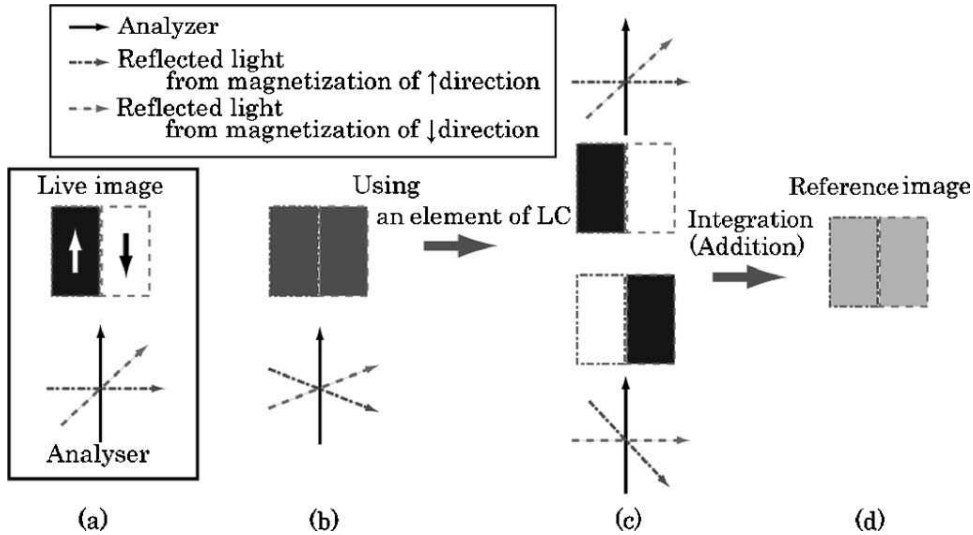 Analyzer
Reflected light
from magnetization of ↑direction
Reflected light
from magnetization of ↓direction
Live image
Analyser
Using
an element of LC
Integration
(Addition)
Reference image
(a)
(b)
(c)
(d)